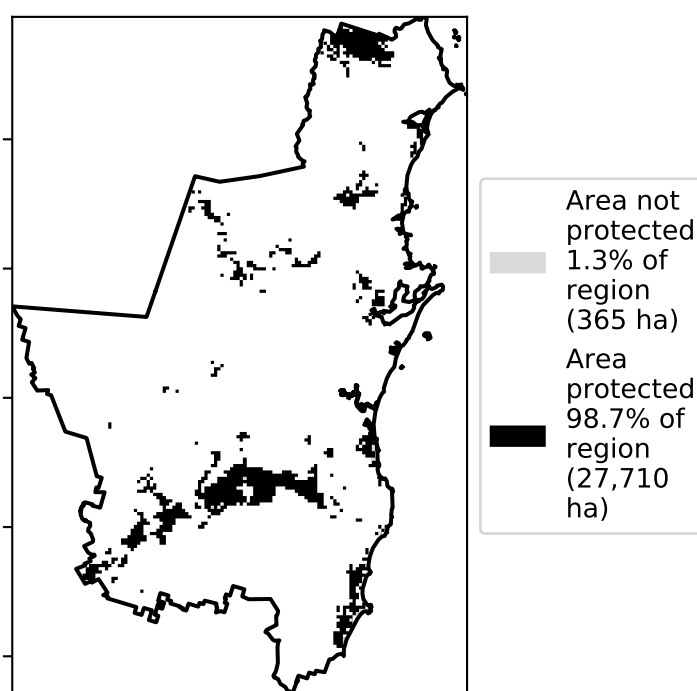 Area not
protected
1.3% of
region
(365 ha)
Area
protected
98.7% of
region
(27,710
ha)